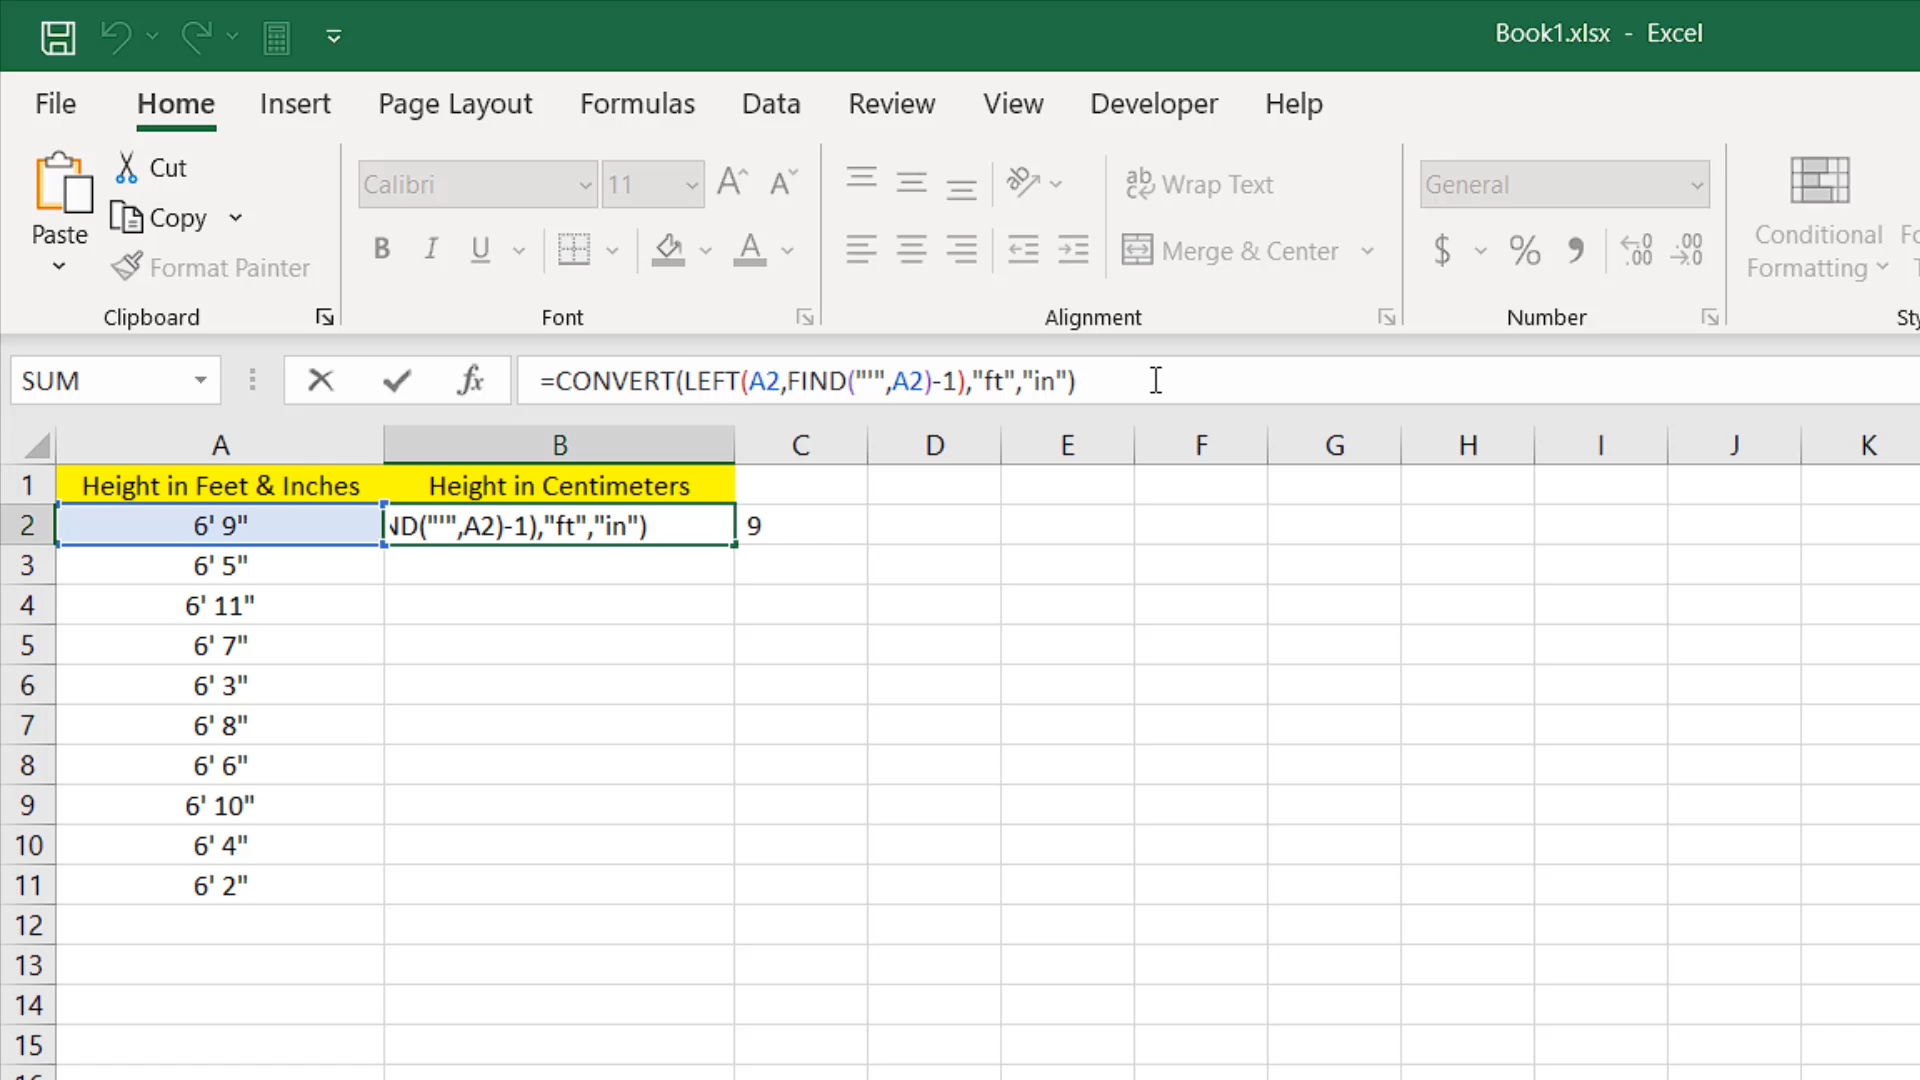 Book1.xlsx - Excel
File Home Insert Page Layout Formulas Data Review View Developer Help
Paste
Cut
Copy
Format Painter
Clipboard
Calibri 11
B I U A
Font
ab Wrap Text
Merge & Center
Alignment
General
$ % 9 .00
Number
Conditional
Formatting
SUM fx =CONVERT(LEFT(A2,FIND("'",A2)-1),"ft","in")
A B C D E F G H I J K
1 Height in Feet & Inches Height in Centimeters
2 6' 9" ND("'",A2)-1),"ft","in") 9
3 6' 5"
4 6' 11"
5 6' 7"
6 6' 3"
7 6' 8"
8 6' 6"
9 6' 10"
10 6' 4"
11 6' 2"
12
13
14
15